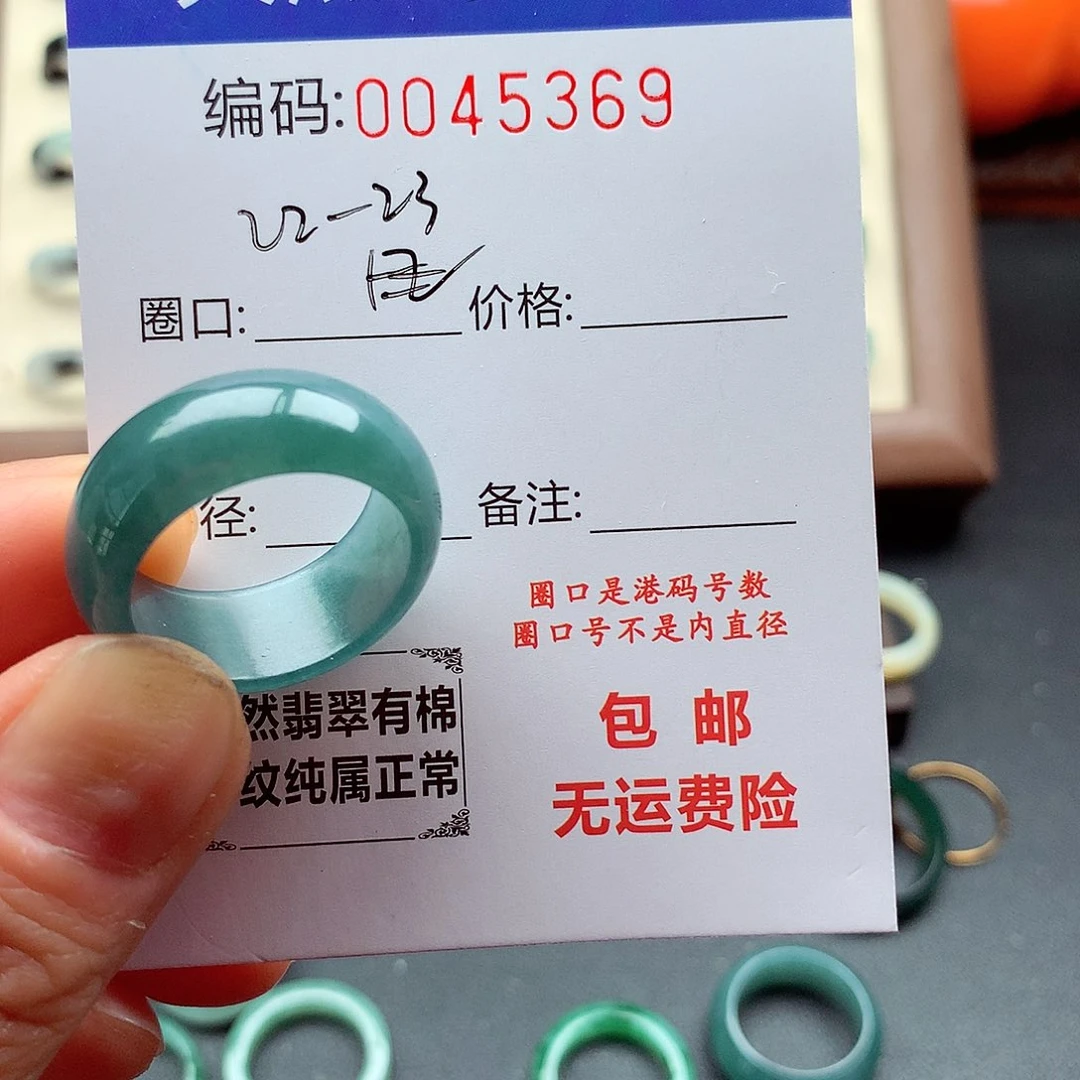 编码:0045369
22-23
圈口: 价格:
径: 备注:
圈口是港码号数
圈口号不是内直径
然翡翠有棉
纹纯属正常
包 邮
无运费险